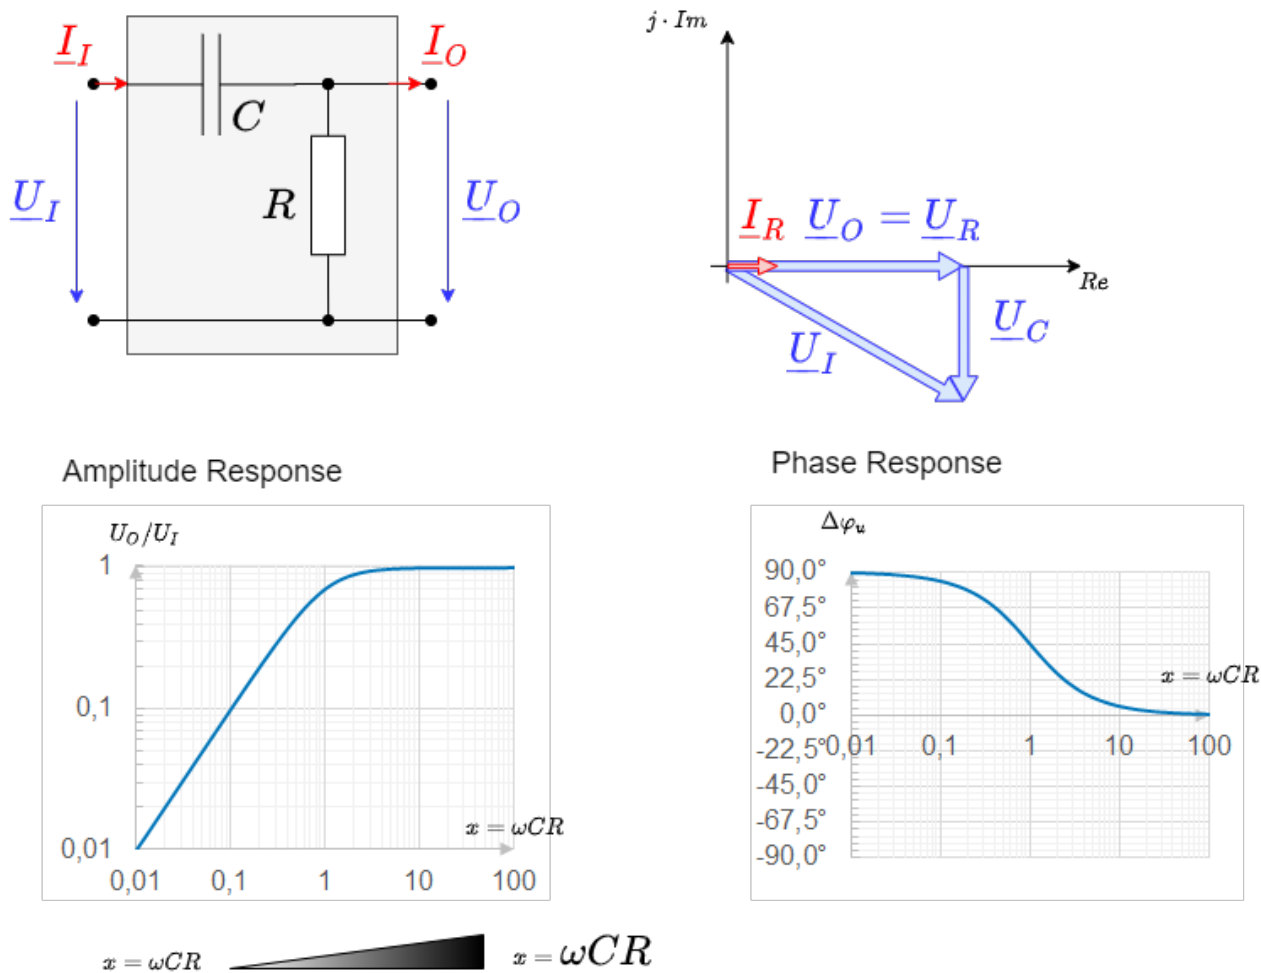 I_I
I_O
C
U_I
R
U_O
j · Im
I_R U_O = U_R
Re
U_C
U_I
Amplitude Response
U_O/U_I
1
0,1
0,01
x = ωCR
0,01 0,1 1 10 100
Phase Response
Δφ_u
90,0°
67,5°
45,0°
22,5°
x = ωCR
0,0°
-22,5° 0,01 0,1 1 10 100
-45,0°
-67,5°
-90,0°
x = ωCR x = ωCR